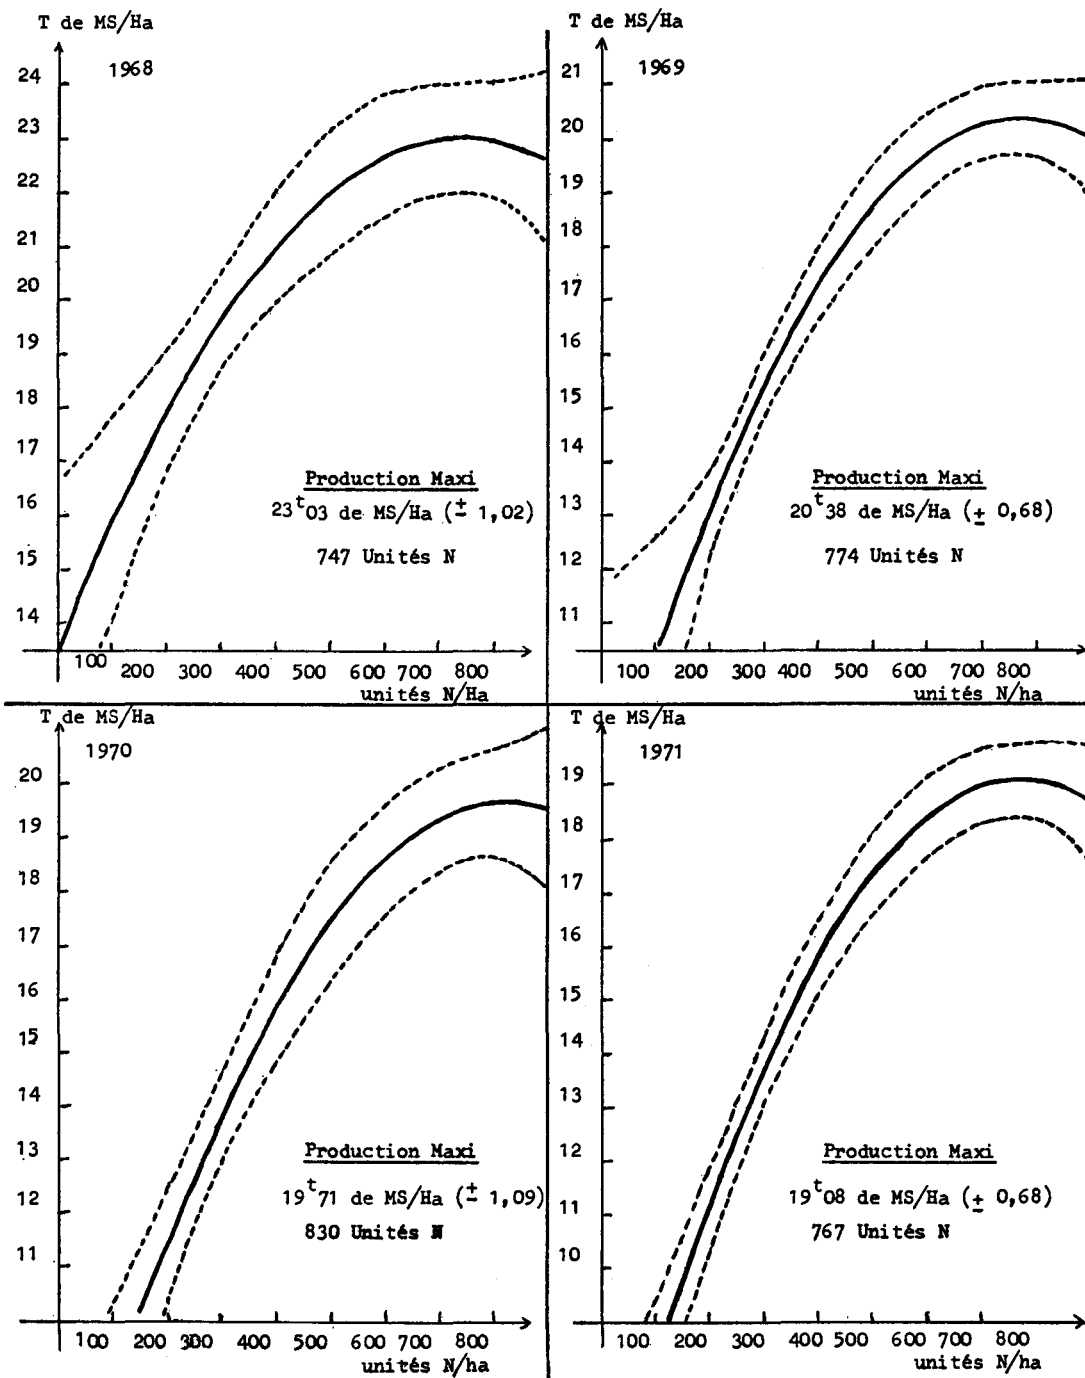 T de MS/Ha
1968
24
23
22
21
20
19
18
17
16
15
14
Production Maxi
23t03 de MS/Ha (± 1,02)
747 Unités N
100 200 300 400 500 600 700 800
unités N/Ha
T de MS/Ha
1969
21
20
19
18
17
16
15
14
13
12
11
Production Maxi
20t38 de MS/Ha (± 0,68)
774 Unités N
100 200 300 400 500 600 700 800
unités N/ha
T de MS/Ha
1970
20
19
18
17
16
15
14
13
12
11
Production Maxi
19t71 de MS/Ha (± 1,09)
830 Unités N
100 200 300 400 500 600 700 800
unités N/ha
T de MS/Ha
1971
19
18
17
16
15
14
13
12
11
10
Production Maxi
19t08 de MS/Ha (± 0,68)
767 Unités N
100 200 300 400 500 600 700 800
unités N/ha